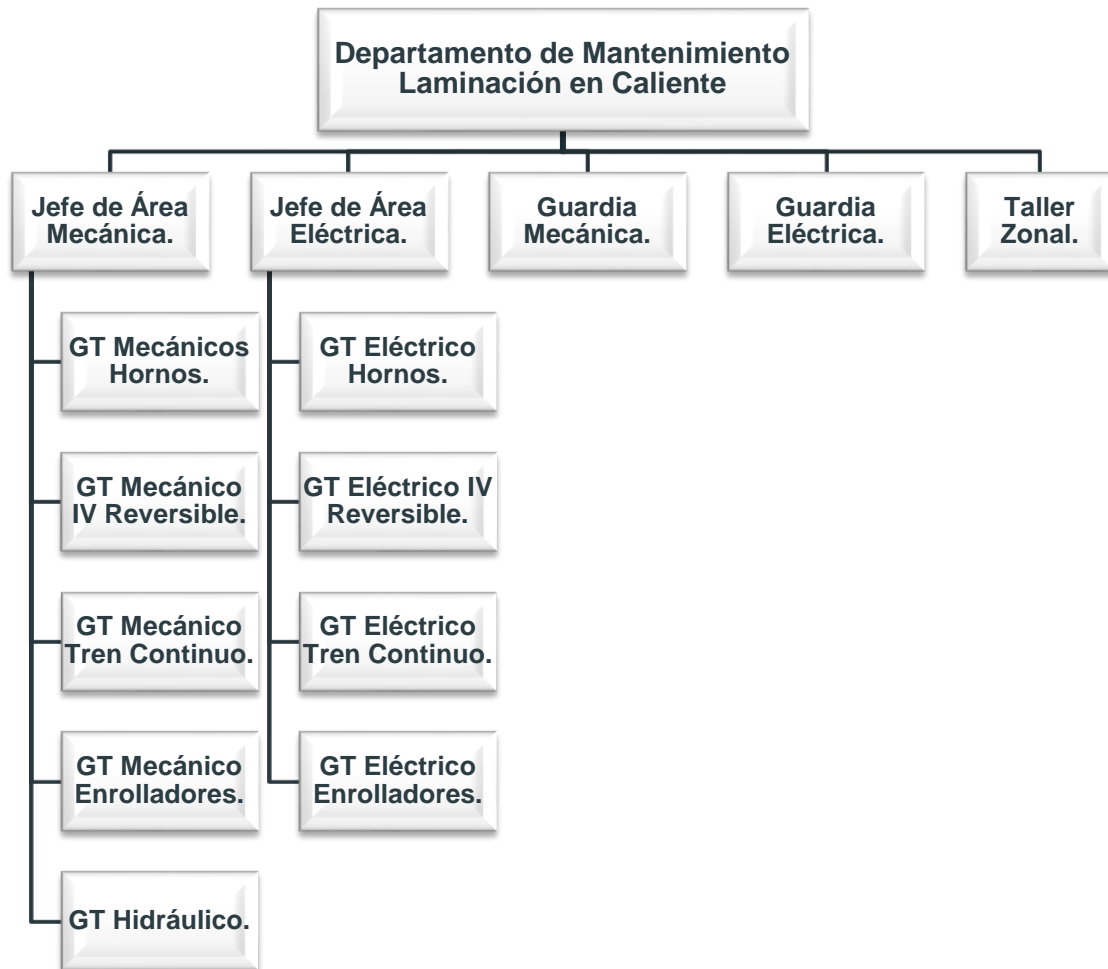 Departamento de Mantenimiento
Laminación en Caliente
Jefe de Área
Mecánica.
Jefe de Área
Eléctrica.
Guardia
Mecánica.
Guardia
Eléctrica.
Taller
Zonal.
GT Mecánicos
Hornos.
GT Mecánico
IV Reversible.
GT Mecánico
Tren Continuo.
GT Mecánico
Enrolladores.
GT Hidráulico.
GT Eléctrico
Hornos.
GT Eléctrico IV
Reversible.
GT Eléctrico
Tren Continuo.
GT Eléctrico
Enrolladores.